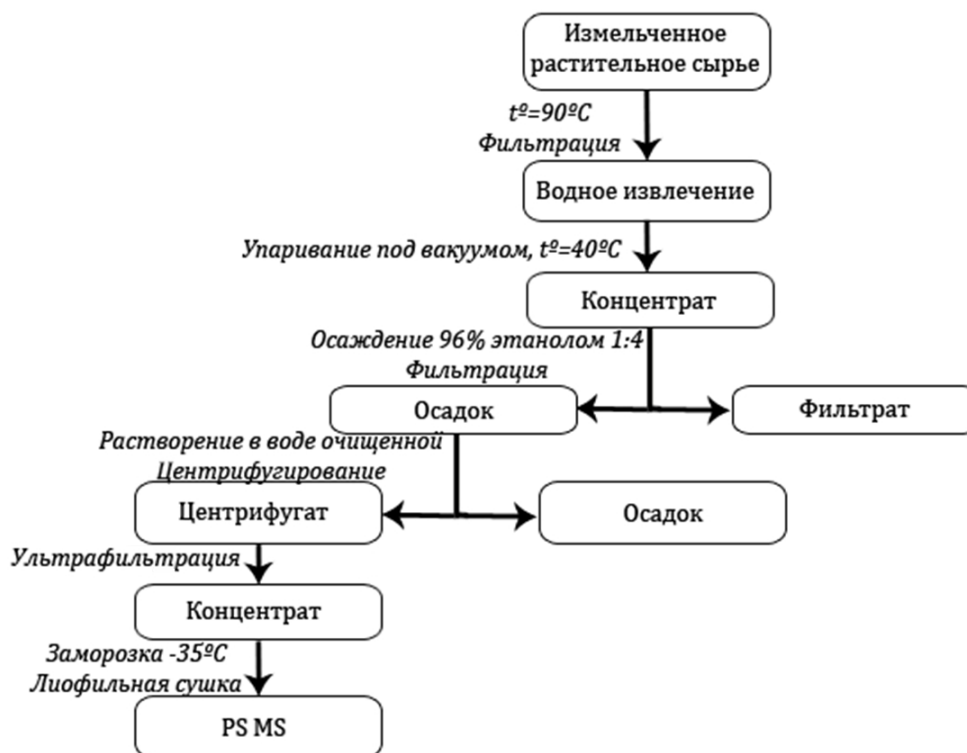 Измельченное
растительное сырье
tº=90ºC
Фильтрация
Водное извлечение
Упаривание под вакуумом, tº=40ºC
Концентрат
Осаждение 96% этанолом 1:4
Фильтрация
Осадок
Фильтрат
Растворение в воде очищенной
Центрифугирование
Центрифугат
Осадок
Ультрафильтрация
Концентрат
Заморозка -35ºC
Лиофильная сушка
PS MS